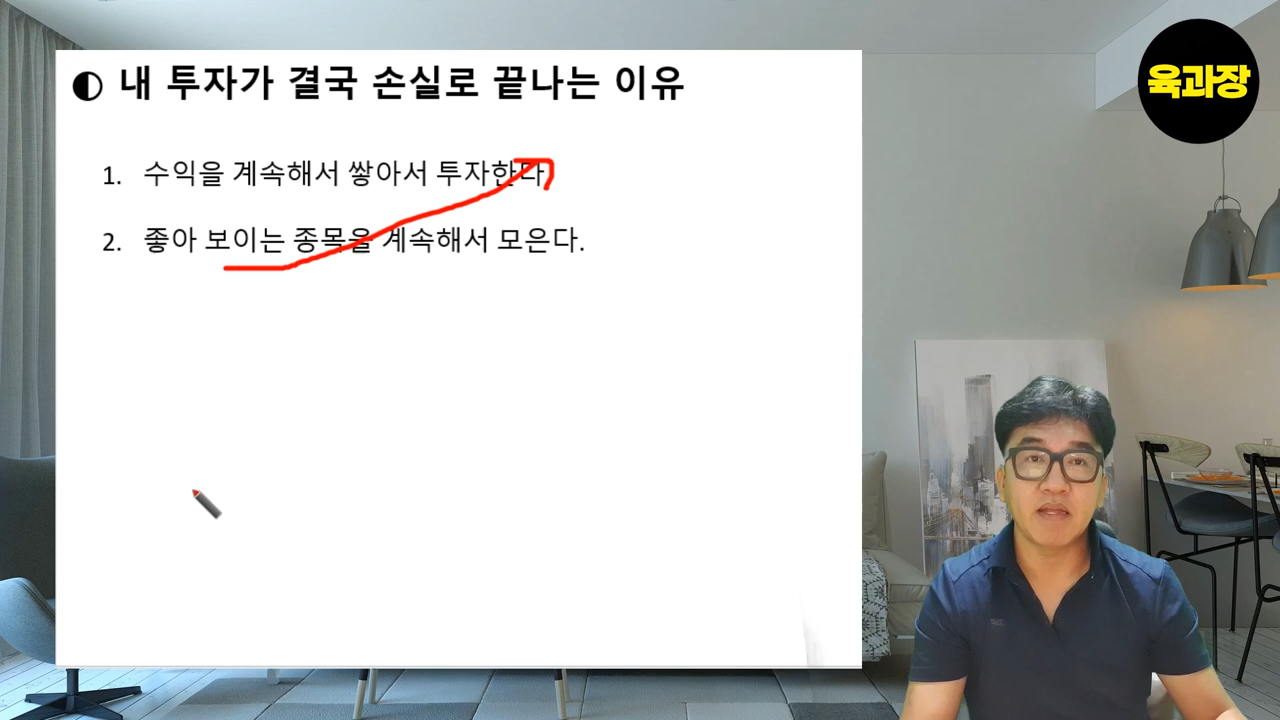 ◐ 내 투자가 결국 손실로 끝나는 이유
1. 수익을 계속해서 쌓아서 투자한다.
2. 좋아 보이는 종목을 계속해서 모은다.
육과장